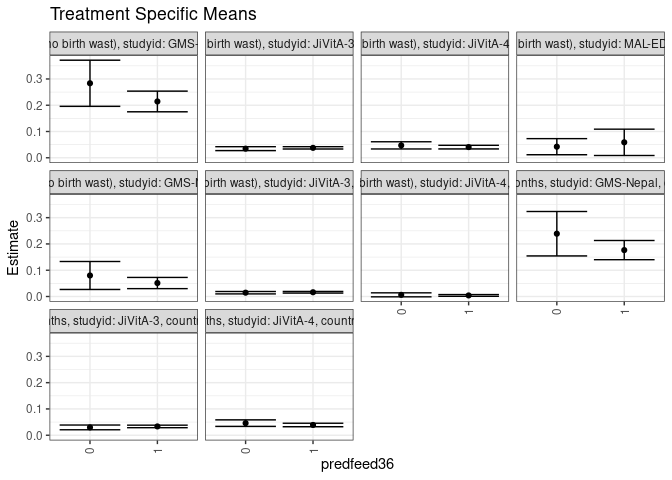 Treatment Specific Means
no birth wast), studyid: GMS-
birth wast), studyid: JiVitA-3
birth wast), studyid: JiVitA-4
birth wast), studyid: MAL-ED
0.3
0.2
0.1
0.0
o birth wast), studyid: GMS-N
birth wast), studyid: JiVitA-3,
birth wast), studyid: JiVitA-4,
onths, studyid: GMS-Nepal,
0.3
0.2
0.1
0.0
0
1
0
1
ths, studyid: JiVitA-3, countr
ths, studyid: JiVitA-4, countr
0.3
0.2
0.1
0.0
0
1
0
1
Estimate
predfeed36